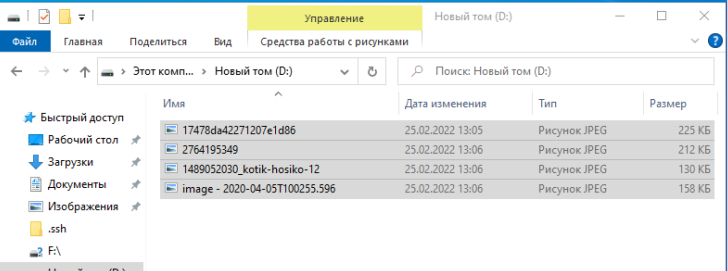 Управление Новый том (D:)
Файл Главная Поделиться Вид Средства работы с рисунками
Этот комп... Новый том (D:) Поиск: Новый том (D:)
Имя Дата изменения Тип Размер
Быстрый доступ
17478da42271207e1d86 25.02.2022 13:05 Рисунок JPEG 225 КБ
Рабочий стол
2764195349 25.02.2022 13:06 Рисунок JPEG 212 КБ
Загрузки
1489052030_kotik-hosiko-12 25.02.2022 13:06 Рисунок JPEG 130 КБ
Документы
image - 2020-04-05T100255.596 25.02.2022 13:06 Рисунок JPEG 158 КБ
Изображения
.ssh
F:\